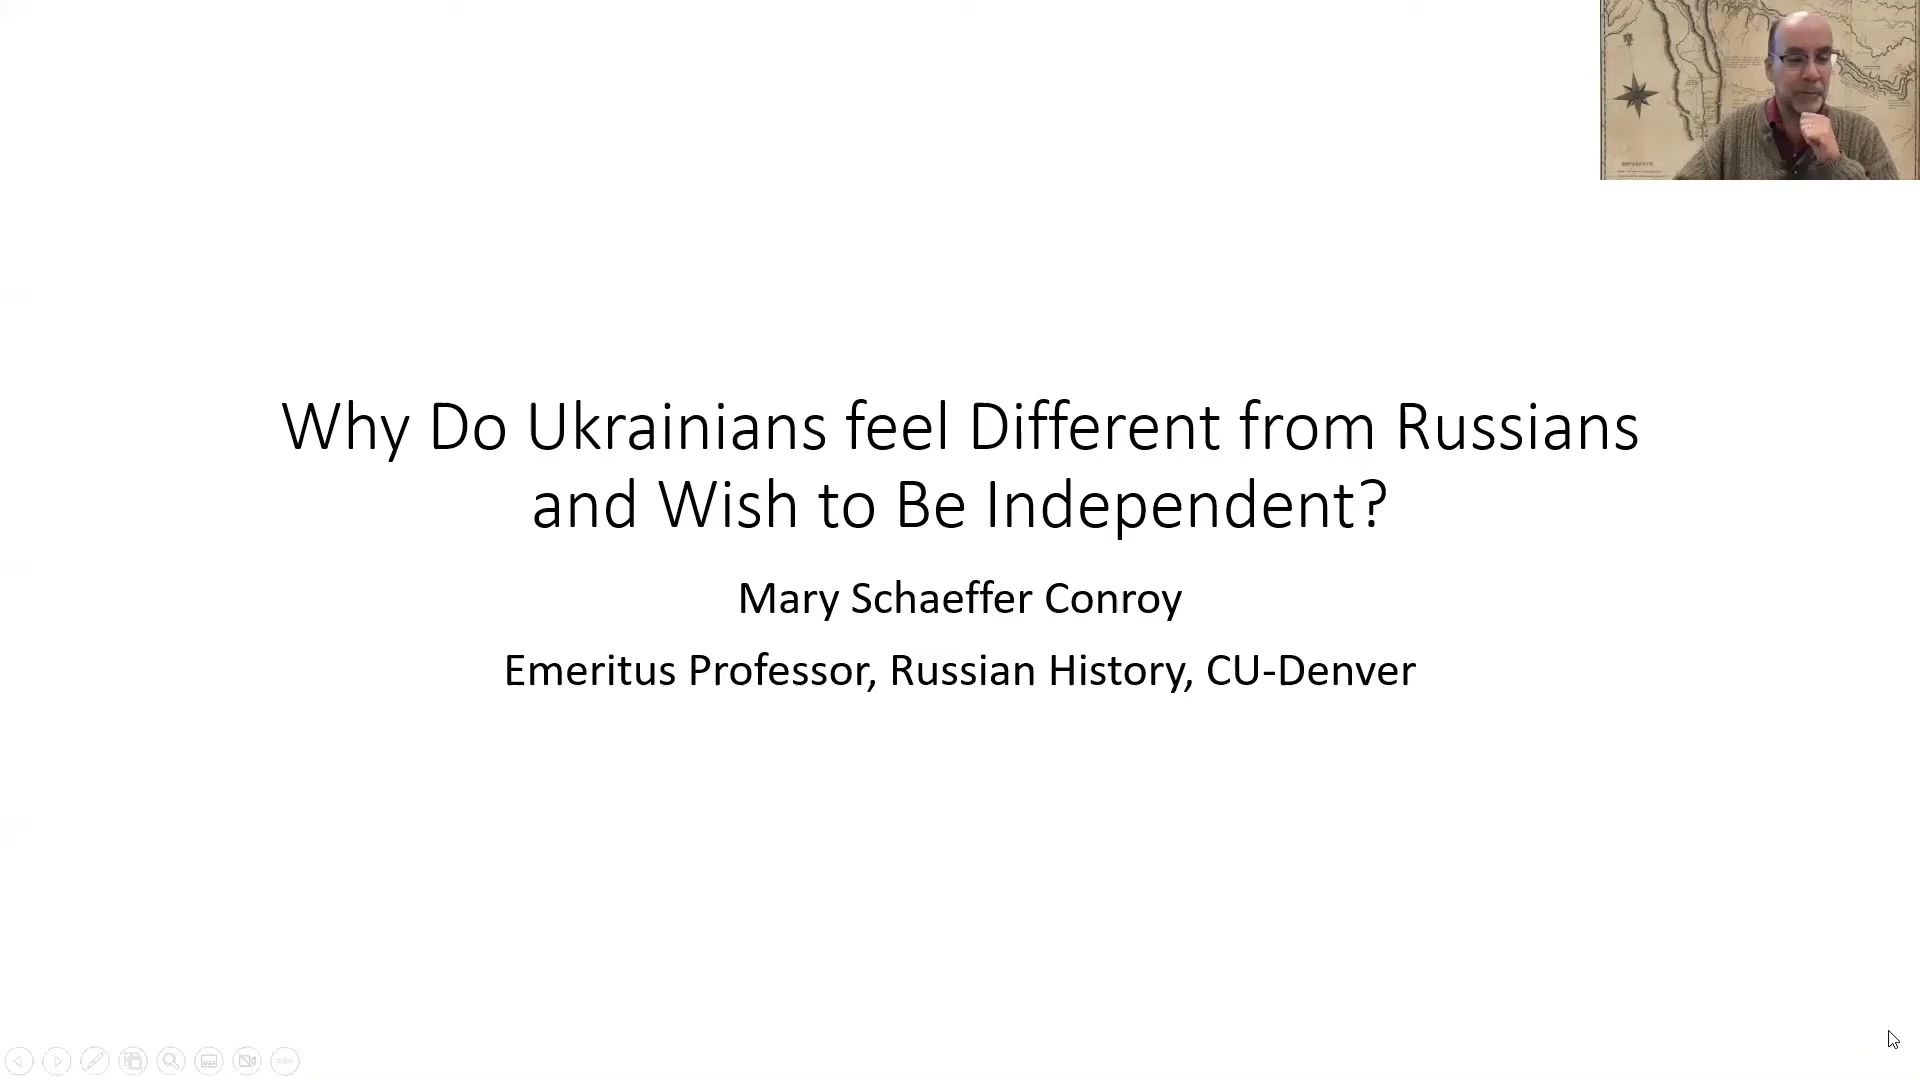 Why Do Ukrainians feel Different from Russians
and Wish to Be Independent?
Mary Schaeffer Conroy
Emeritus Professor, Russian History, CU-Denver